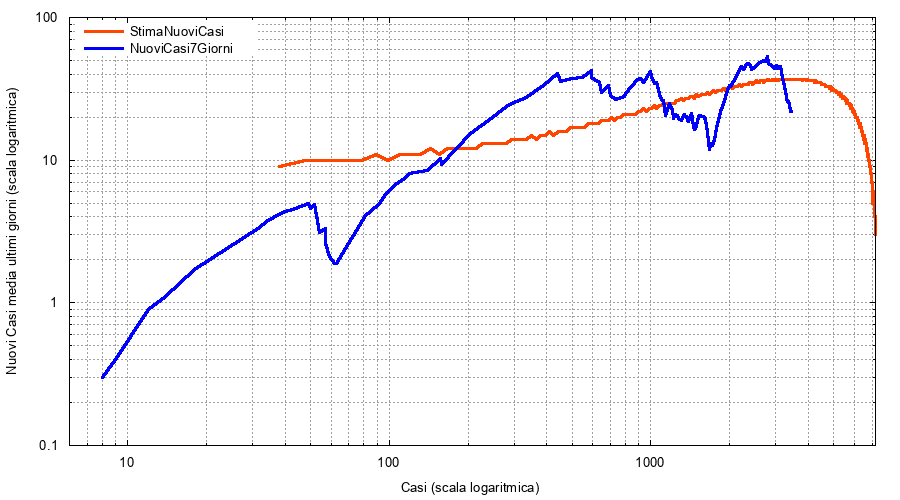 100
10
1
0.1
StimaNuoviCasi
NuoviCasi7Giorni
Nuovi Casi media ultimi giorni (scala logaritmica)
10 100 1000
Casi (scala logaritmica)